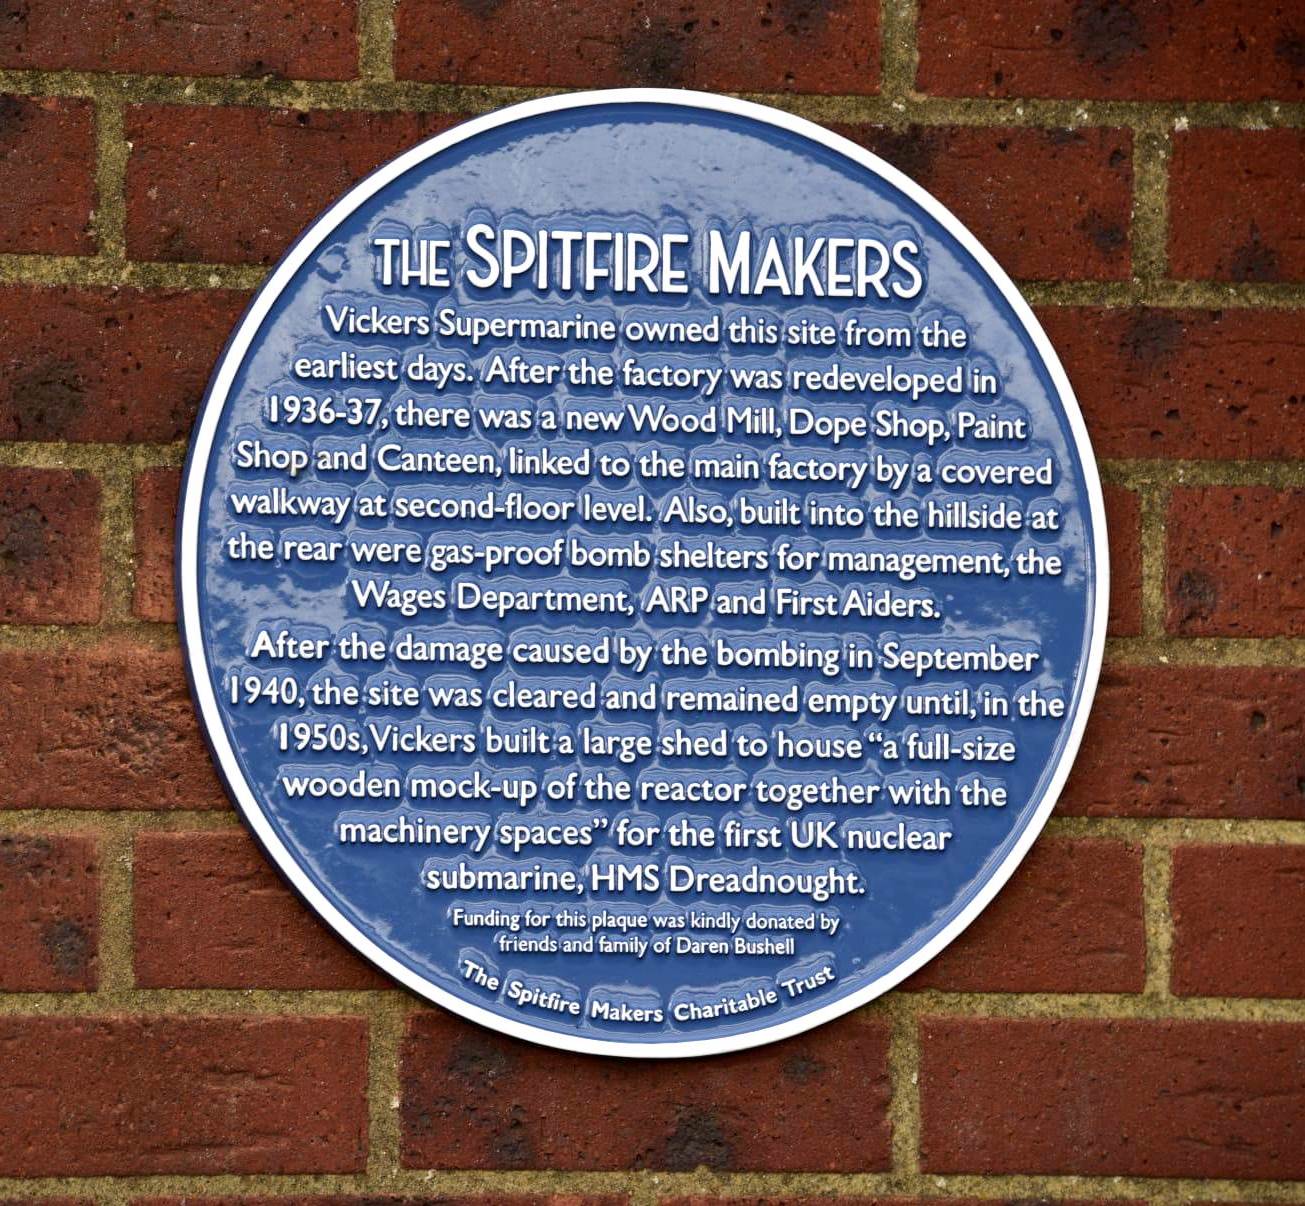 THE SPITFIRE MAKERS
Vickers Supermarine owned this site from the
earliest days. After the factory was redeveloped in
1936-37, there was a new Wood Mill, Dope Shop, Paint
Shop and Canteen, linked to the main factory by a covered
walkway at second-floor level. Also, built into the hillside at
the rear were gas-proof bomb shelters for management, the
Wages Department, ARP and First Aiders.
After the damage caused by the bombing in September
1940, the site was cleared and remained empty until, in the
1950s, Vickers built a large shed to house “a full-size
wooden mock-up of the reactor together with the
machinery spaces” for the first UK nuclear
submarine, HMS Dreadnought.
Funding for this plaque was kindly donated by
friends and family of Daren Bushell
The Spitfire Makers Charitable Trust